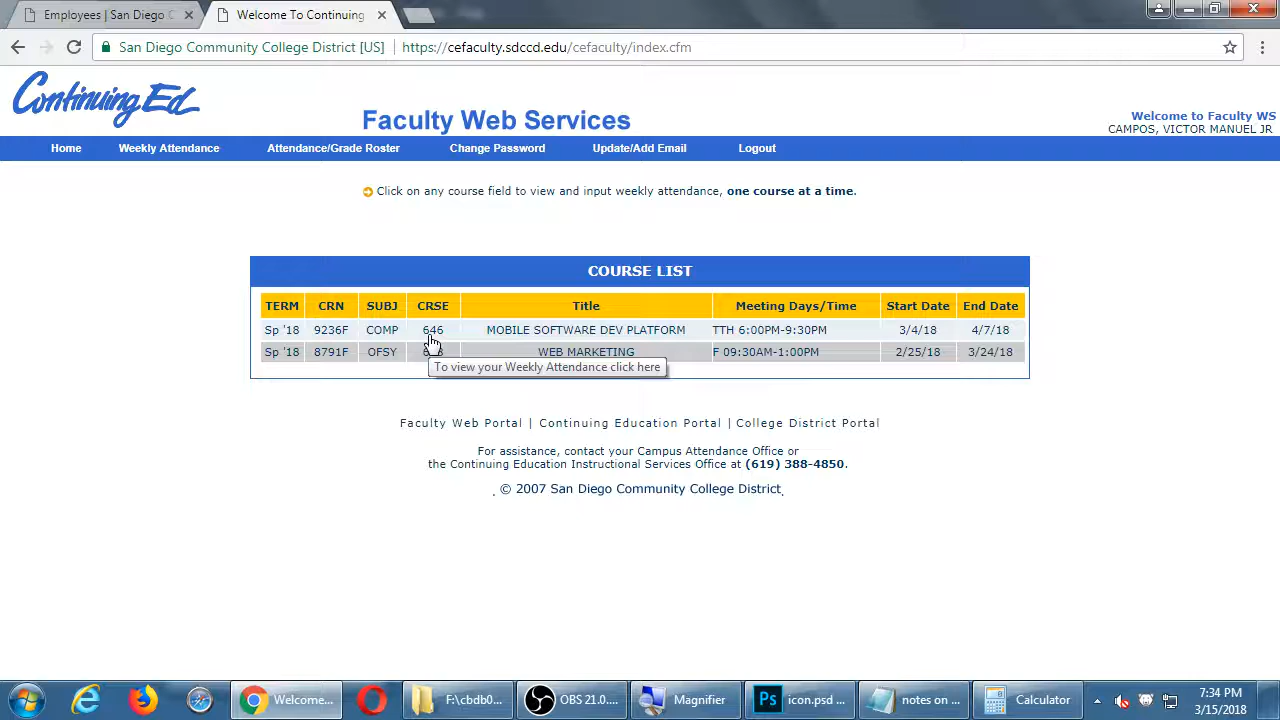 Employees | San Diego C
Welcome To Continuing
San Diego Community College District [US]
https://cefaculty.sdccd.edu/cefaculty/index.cfm
Continuing Ed
Faculty Web Services
Welcome to Faculty WS
CAMPOS, VICTOR MANUEL JR
Home Weekly Attendance Attendance/Grade Roster Change Password Update/Add Email Logout
Click on any course field to view and input weekly attendance, one course at a time.
COURSE LIST
TERM CRN SUBJ CRSE Title Meeting Days/Time Start Date End Date
Sp '18 9236F COMP 646 MOBILE SOFTWARE DEV PLATFORM TTH 6:00PM-9:30PM 3/4/18 4/7/18
Sp '18 8791F OFSY WEB MARKETING F 09:30AM-1:00PM 2/25/18 3/24/18
To view your Weekly Attendance click here
Faculty Web Portal | Continuing Education Portal | College District Portal
For assistance, contact your Campus Attendance Office or
the Continuing Education Instructional Services Office at (619) 388-4850.
. © 2007 San Diego Community College District.
Welcome... F:\cbdb0... OBS 21.0.... Magnifier Ps icon.psd ... notes on ... Calculator
7:34 PM
3/15/2018